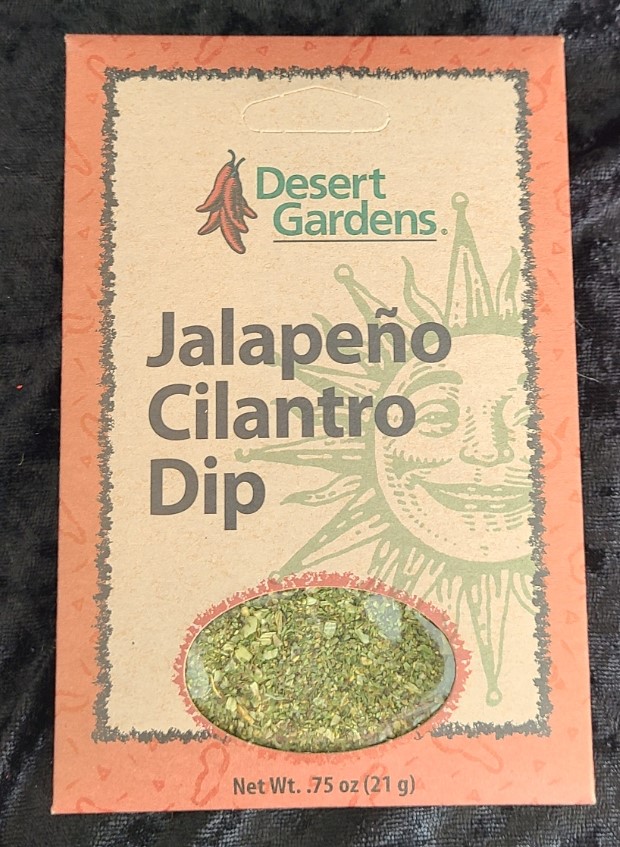 Desert
Gardens.
Jalapeño
Cilantro
Dip
Net Wt. .75 oz (21 g)